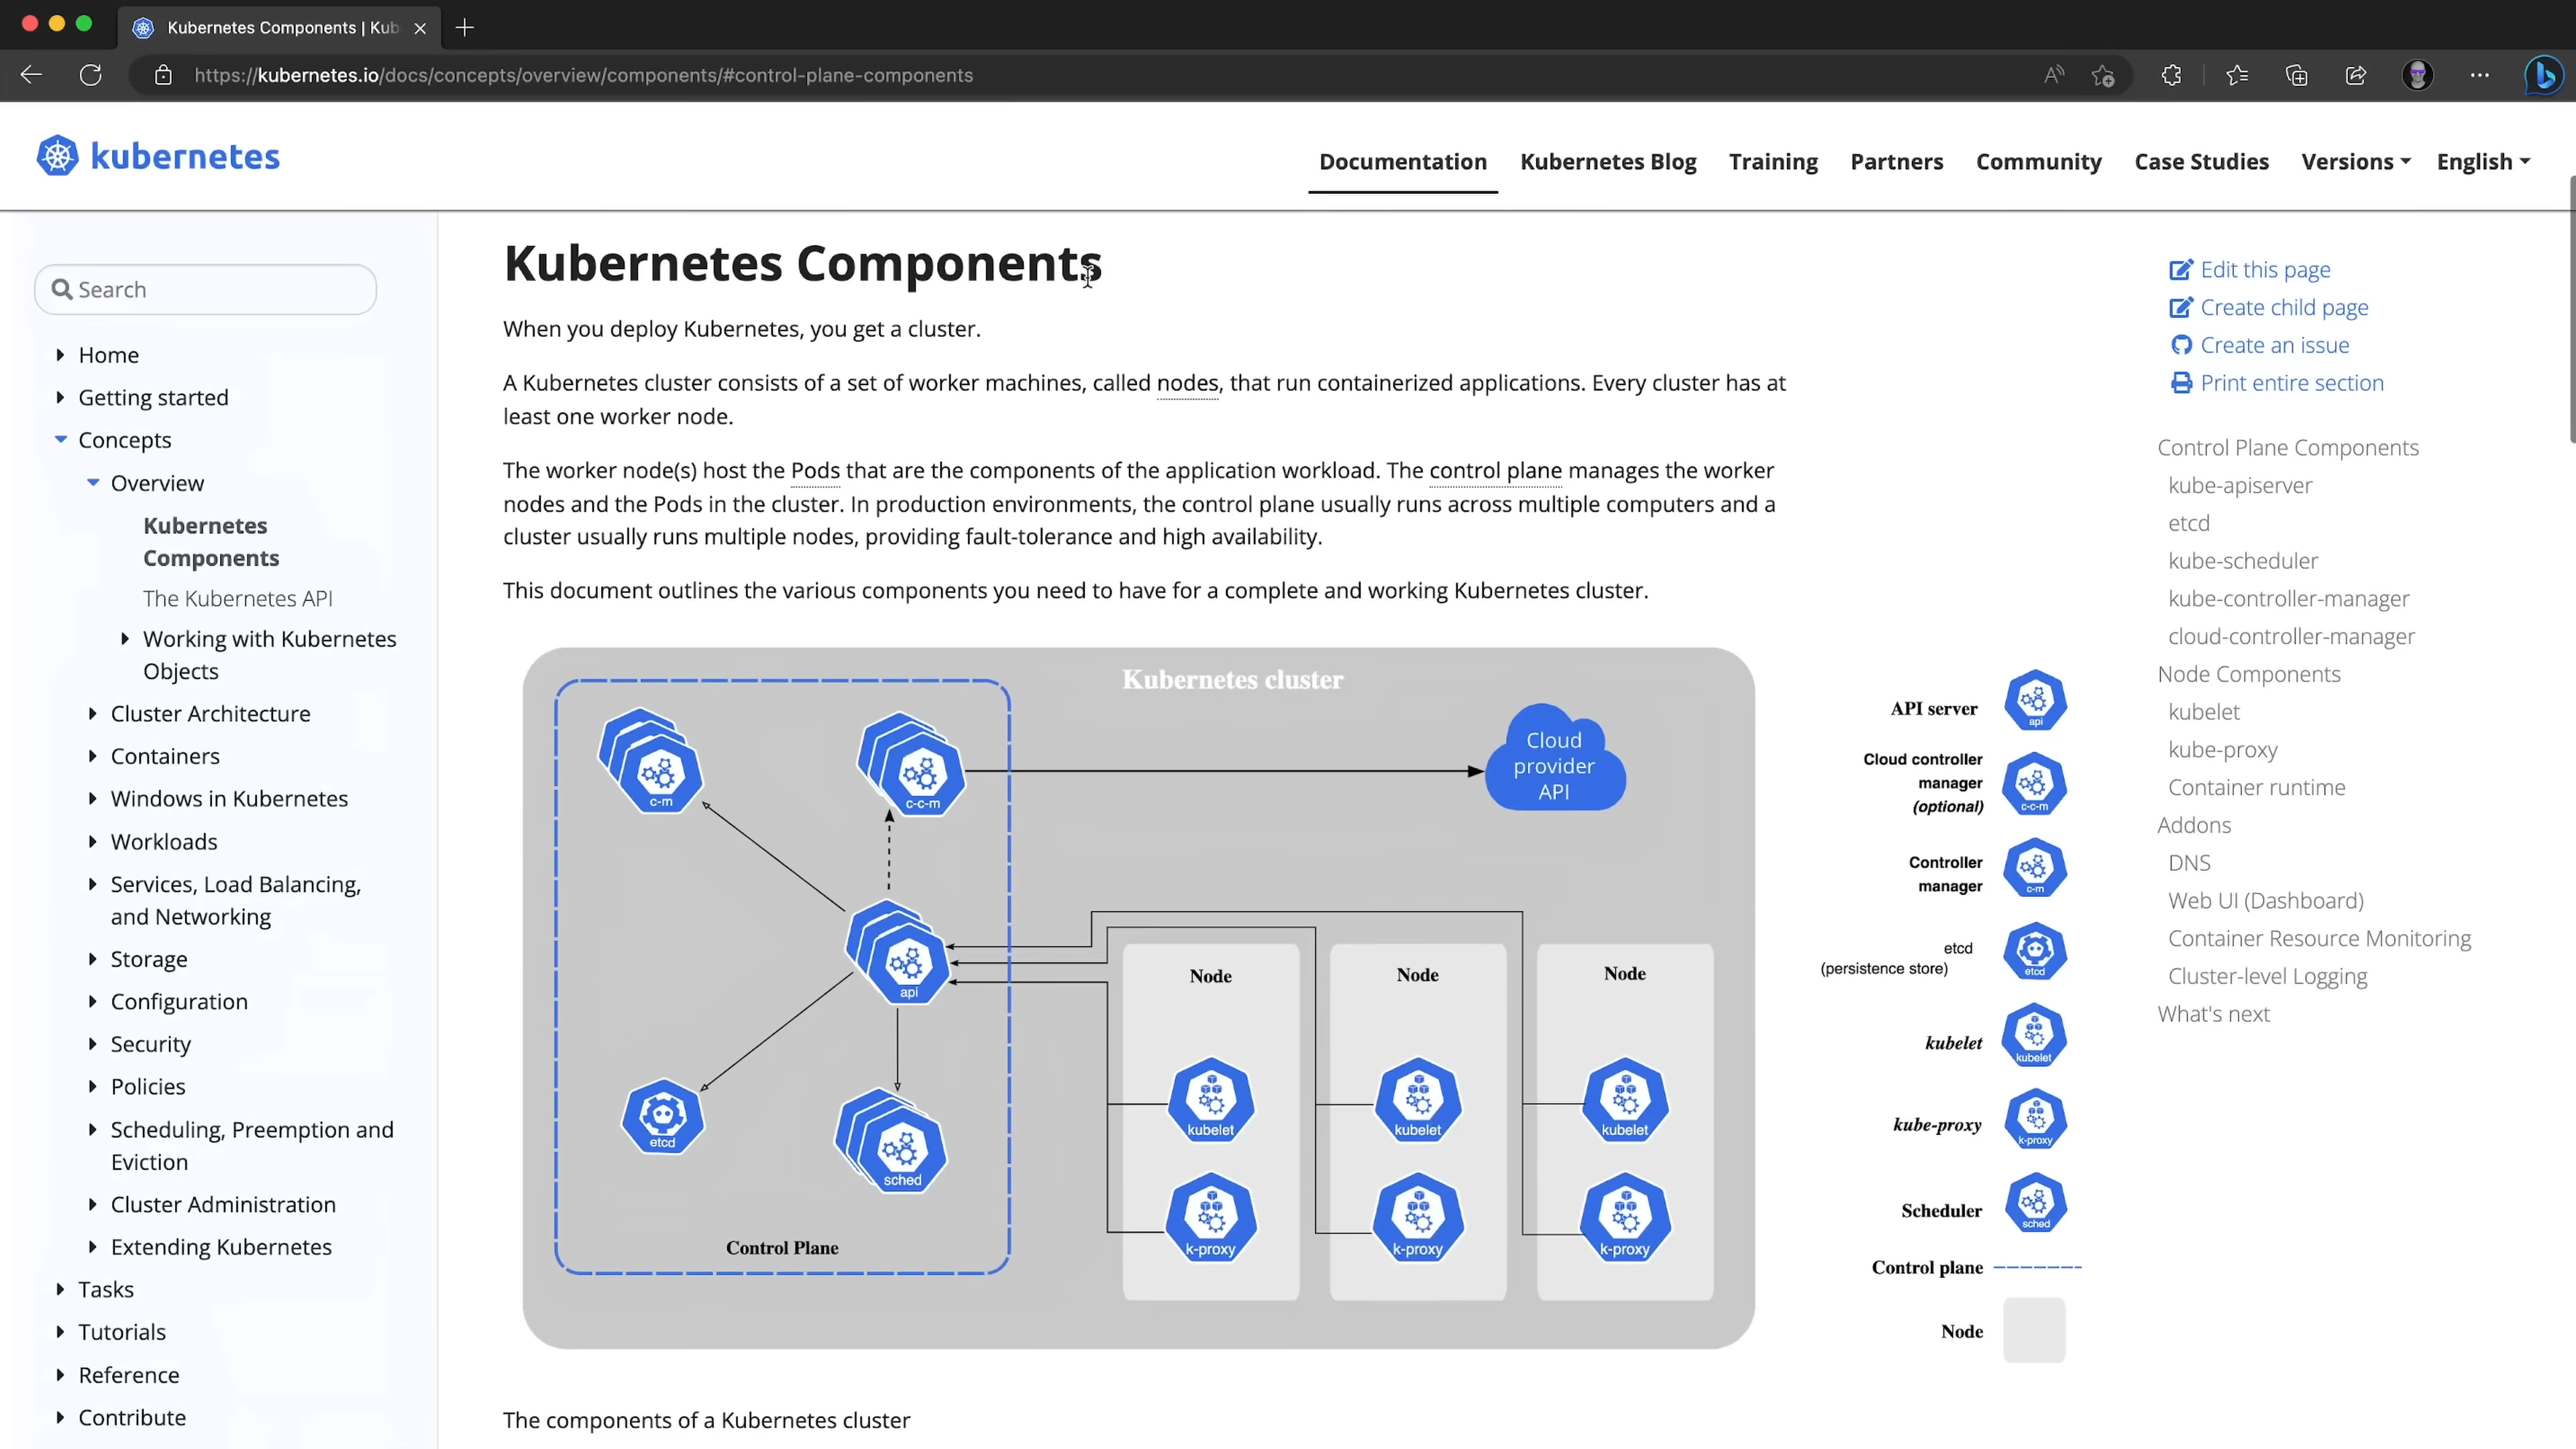 Kubernetes Components | Kub
https://kubernetes.io/docs/concepts/overview/components/#control-plane-components
kubernetes
Documentation
Kubernetes Blog
Training
Partners
Community
Case Studies
Versions
English
Search
Home
Getting started
Concepts
Overview
Kubernetes
Components
The Kubernetes API
Working with Kubernetes
Objects
Cluster Architecture
Containers
Windows in Kubernetes
Workloads
Services, Load Balancing,
and Networking
Storage
Configuration
Security
Policies
Scheduling, Preemption and
Eviction
Cluster Administration
Extending Kubernetes
Tasks
Tutorials
Reference
Contribute
Kubernetes Components
When you deploy Kubernetes, you get a cluster.
A Kubernetes cluster consists of a set of worker machines, called nodes, that run containerized applications. Every cluster has at
least one worker node.
The worker node(s) host the Pods that are the components of the application workload. The control plane manages the worker
nodes and the Pods in the cluster. In production environments, the control plane usually runs across multiple computers and a
cluster usually runs multiple nodes, providing fault-tolerance and high availability.
This document outlines the various components you need to have for a complete and working Kubernetes cluster.
Kubernetes cluster
c-m
c-c-m
Cloud
provider
API
api
etcd
sched
Control Plane
Node
kubelet
k-proxy
Node
kubelet
k-proxy
Node
kubelet
k-proxy
API server
api
Cloud controller
manager
(optional)
c-c-m
Controller
manager
c-m
etcd
(persistence store)
etcd
kubelet
kubelet
kube-proxy
k-proxy
Scheduler
sched
Control plane
Node
The components of a Kubernetes cluster
Edit this page
Create child page
Create an issue
Print entire section
Control Plane Components
kube-apiserver
etcd
kube-scheduler
kube-controller-manager
cloud-controller-manager
Node Components
kubelet
kube-proxy
Container runtime
Addons
DNS
Web UI (Dashboard)
Container Resource Monitoring
Cluster-level Logging
What's next